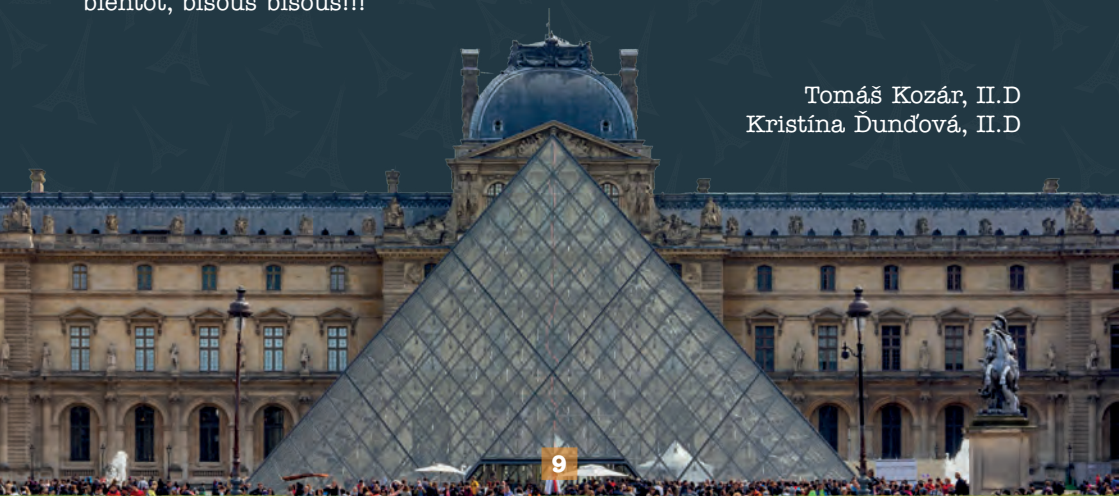 bientôt, bisous bisous!!!
Tomáš Kozár, II.D
Kristína Ďunďová, II.D
9